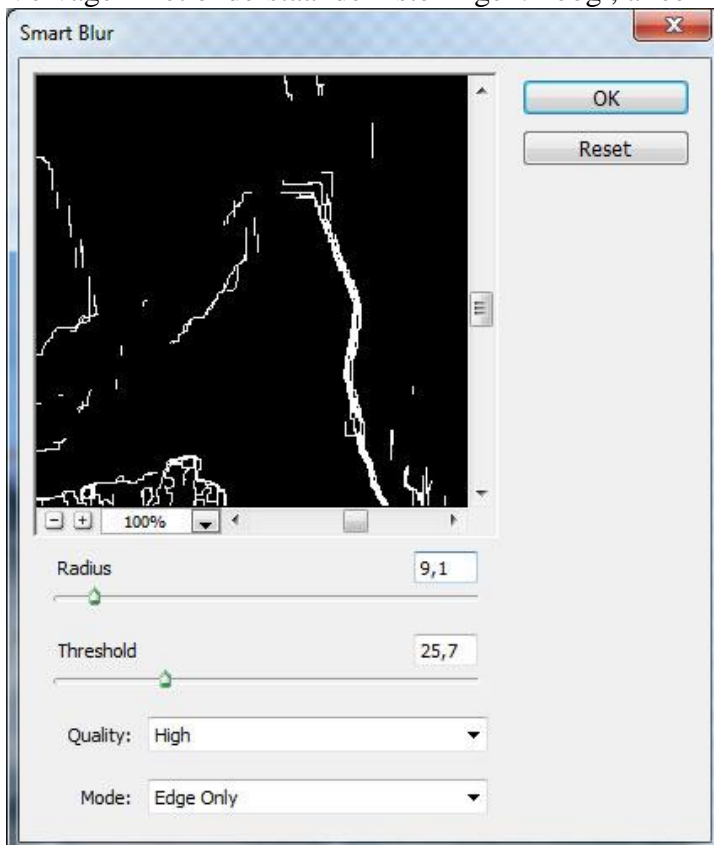 Smart Blur
OK
Reset
100%
Radius
9,1
Threshold
25,7
Quality: High
Mode: Edge Only